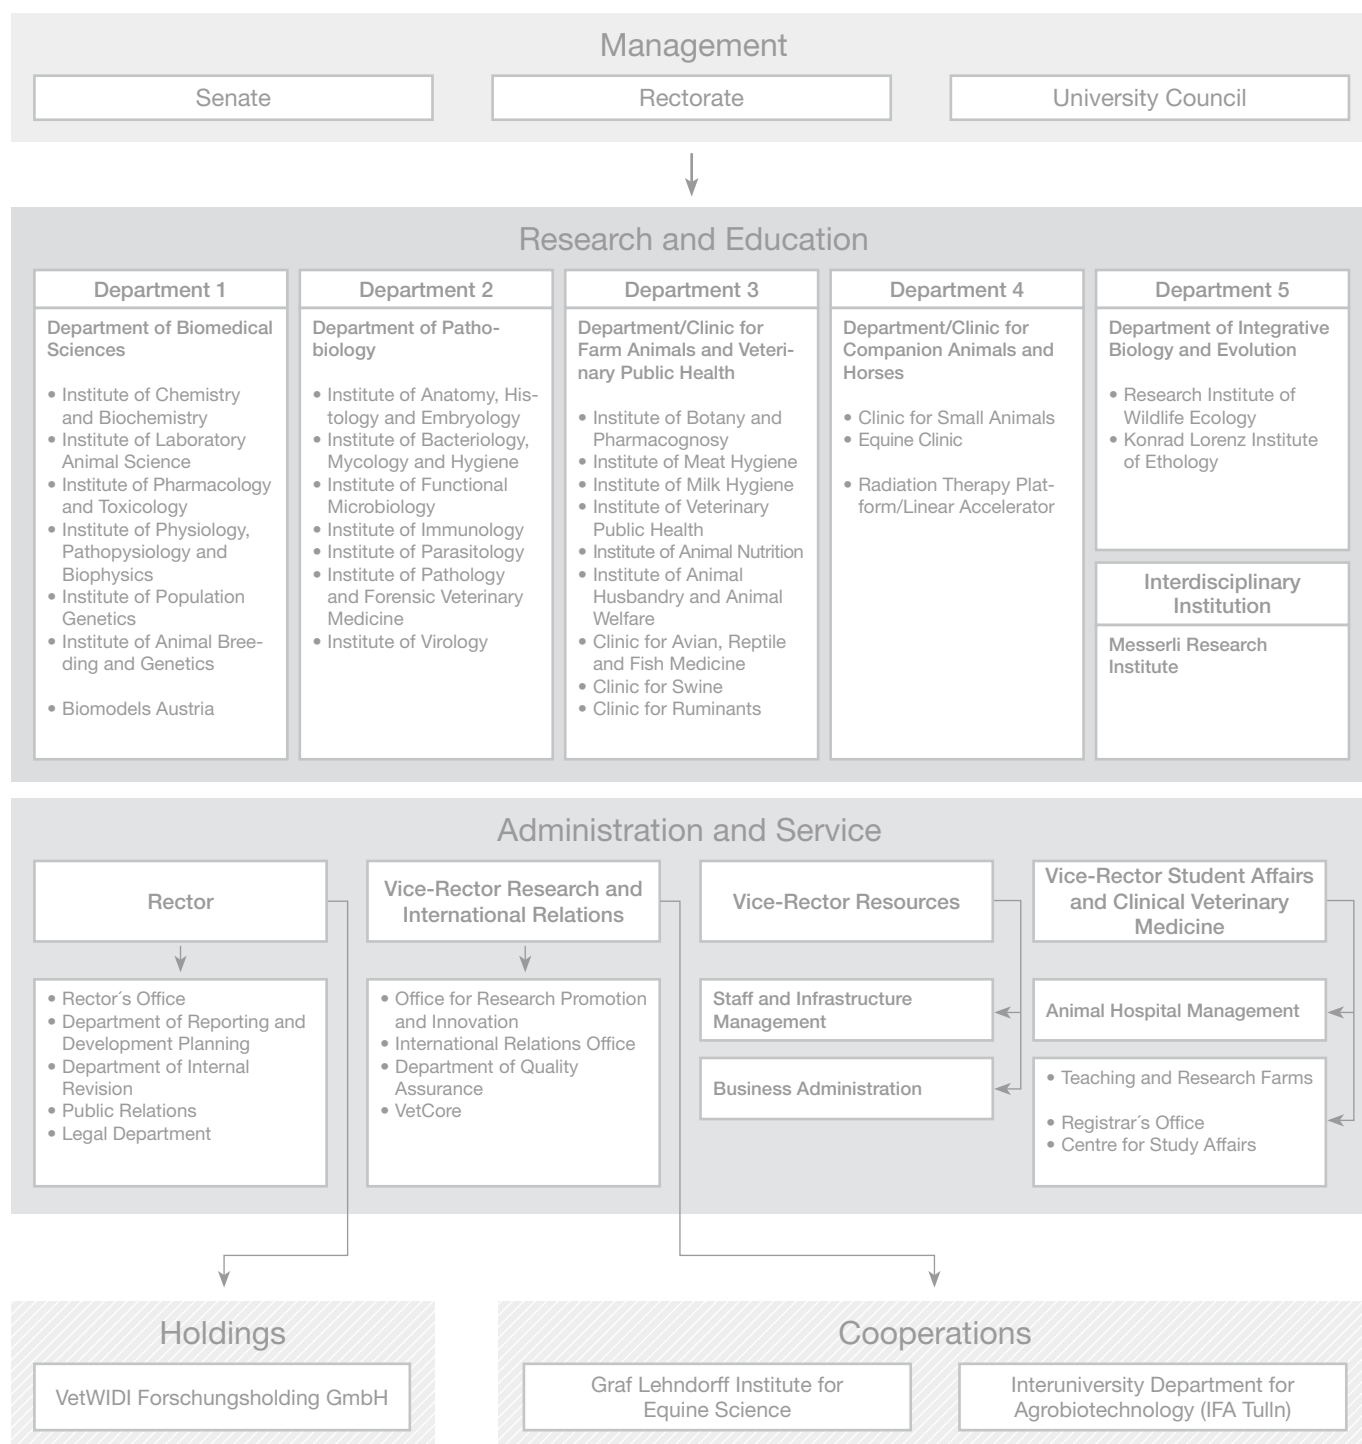 Management
Senate
Rectorate
University Council
Research and Education
Department 1
Department of Biomedical
Sciences
• Institute of Chemistry
and Biochemistry
• Institute of Laboratory
Animal Science
• Institute of Pharmacology
and Toxicology
• Institute of Physiology,
Pathopysiology and
Biophysics
• Institute of Population
Genetics
• Institute of Animal Bree-
ding and Genetics
• Biomodels Austria
Department 2
Department of Patho-
biology
• Institute of Anatomy, His-
tology and Embryology
• Institute of Bacteriology,
Mycology and Hygiene
• Institute of Functional
Microbiology
• Institute of Immunology
• Institute of Parasitology
• Institute of Pathology
and Forensic Veterinary
Medicine
• Institute of Virology
Department 3
Department/Clinic for
Farm Animals and Veteri-
nary Public Health
• Institute of Botany and
Pharmacognosy
• Institute of Meat Hygiene
• Institute of Milk Hygiene
• Institute of Veterinary
Public Health
• Institute of Animal Nutrition
• Institute of Animal
Husbandry and Animal
Welfare
• Clinic for Avian, Reptile
and Fish Medicine
• Clinic for Swine
• Clinic for Ruminants
Department 4
Department/Clinic for
Companion Animals and
Horses
• Clinic for Small Animals
• Equine Clinic
• Radiation Therapy Plat-
form/Linear Accelerator
Department 5
Department of Integrative
Biology and Evolution
• Research Institute of
Wildlife Ecology
• Konrad Lorenz Institute
of Ethology
Interdisciplinary
Institution
Messerli Research
Institute
Administration and Service
Rector
• Rector´s Office
• Department of Reporting and
Development Planning
• Department of Internal
Revision
• Public Relations
• Legal Department
Vice-Rector Research and
International Relations
• Office for Research Promotion
and Innovation
• International Relations Office
• Department of Quality
Assurance
• VetCore
Vice-Rector Resources
Staff and Infrastructure
Management
Business Administration
Vice-Rector Student Affairs
and Clinical Veterinary
Medicine
Animal Hospital Management
• Teaching and Research Farms
• Registrar´s Office
• Centre for Study Affairs
Holdings
VetWIDI Forschungsholding GmbH
Cooperations
Graf Lehndorff Institute for
Equine Science
Interuniversity Department for
Agrobiotechnology (IFA Tulln)